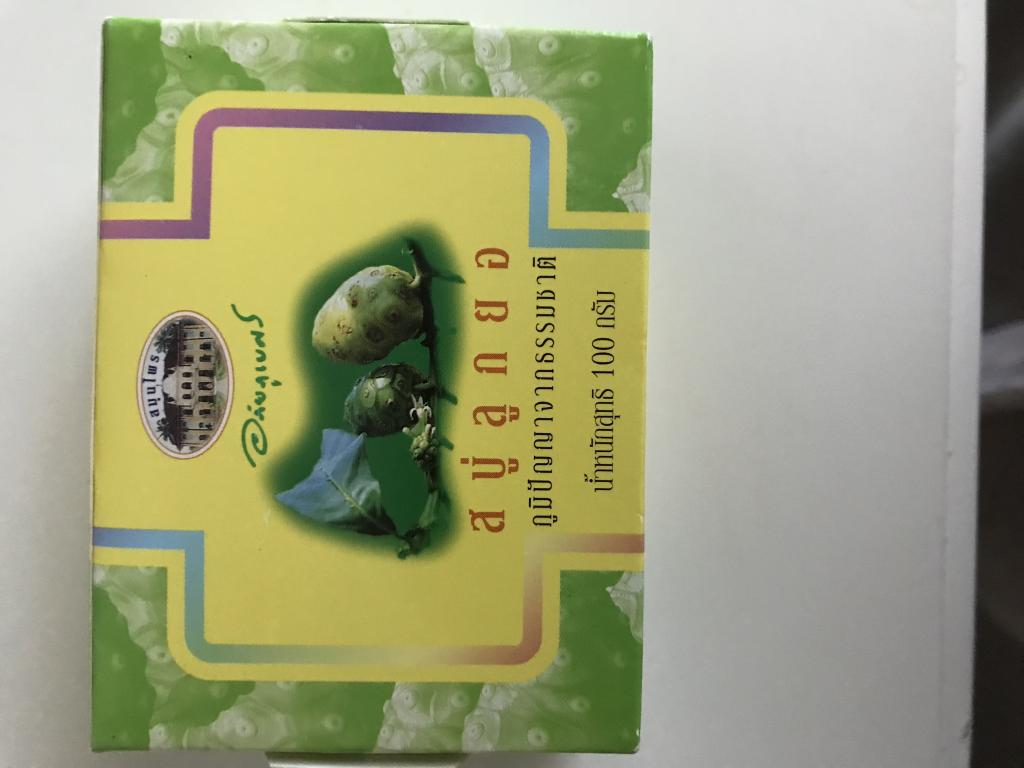 อภัยภูเบศร
สบู่ลูกยอ
ภูมิปัญญาจากธรรมชาติ
น้ำหนักสุทธิ 100 กรัม